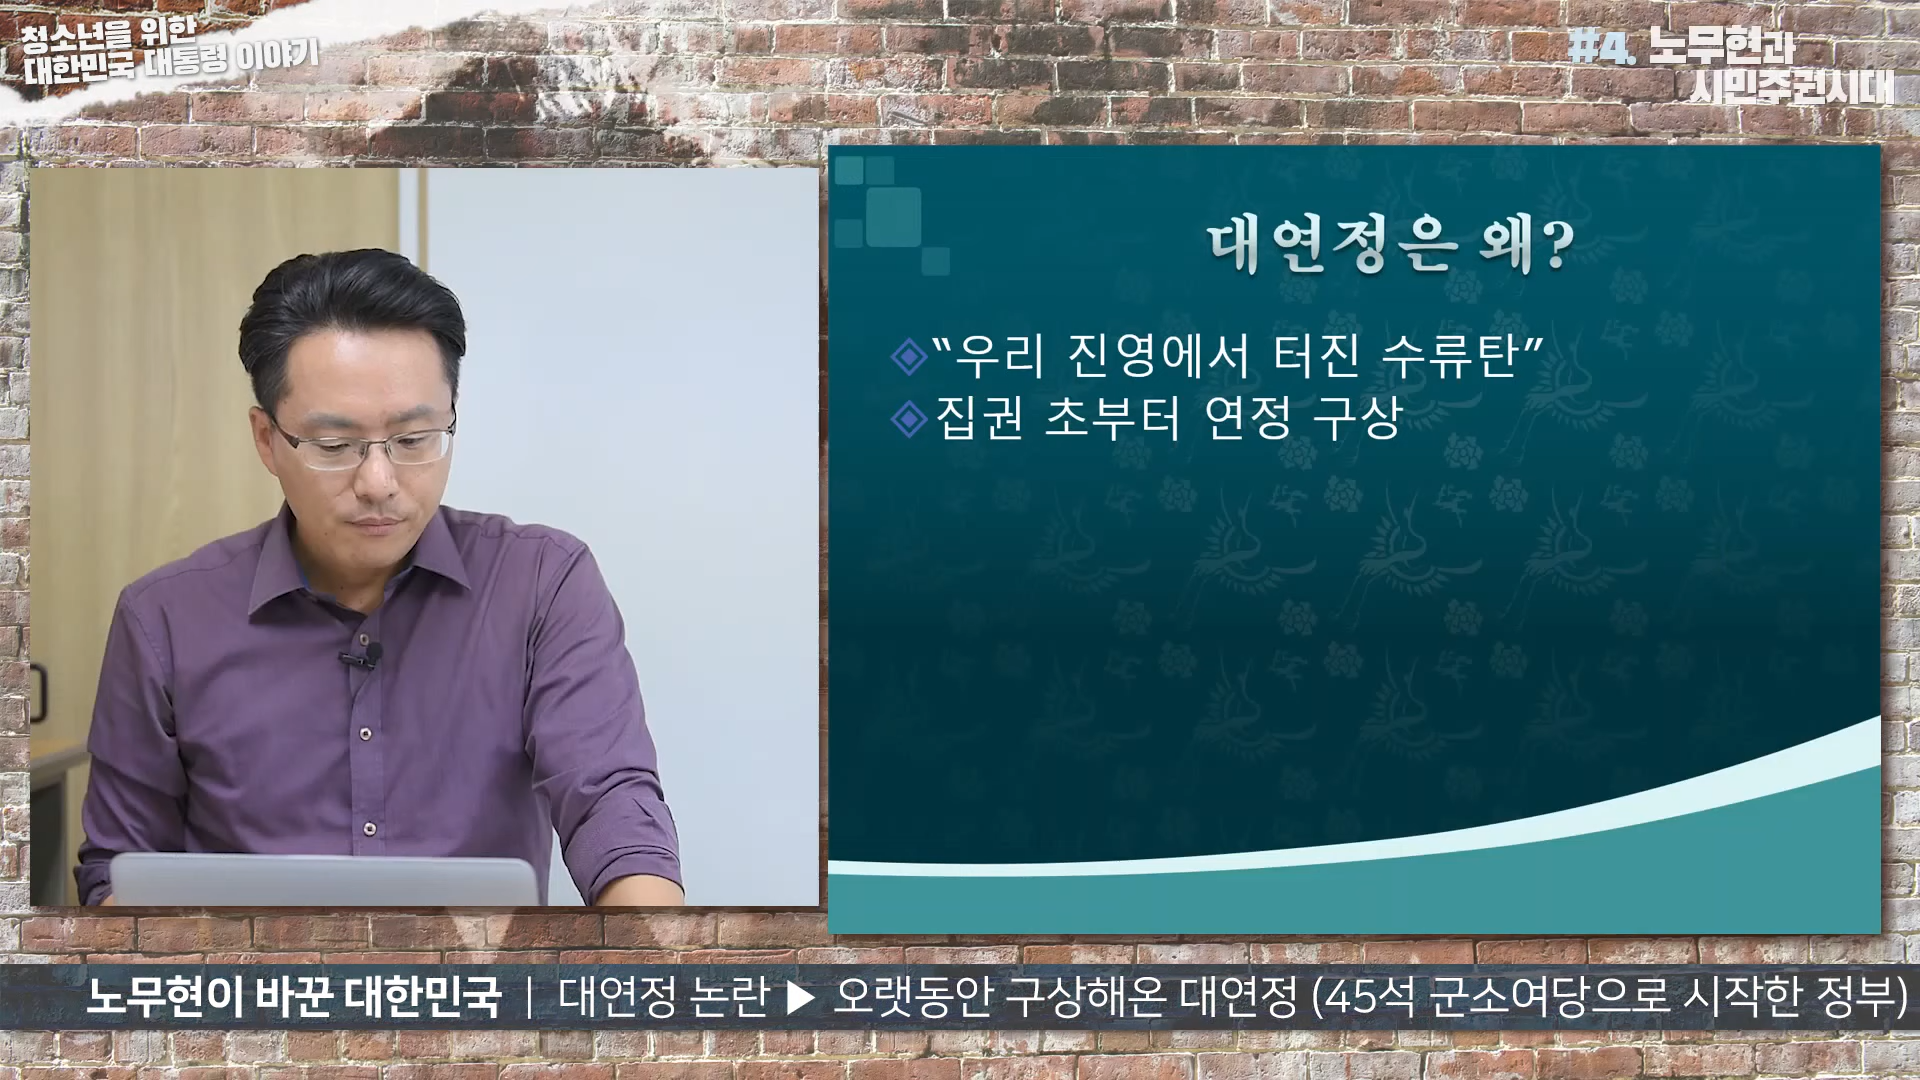 청소년을 위한
대한민국 대통령 이야기
#4. 노무현과
시민주권시대
대연정은 왜?
“우리 진영에서 터진 수류탄”
집권 초부터 연정 구상
노무현이 바꾼 대한민국 | 대연정 논란 ▶ 오랫동안 구상해온 대연정 (45석 군소여당으로 시작한 정부)